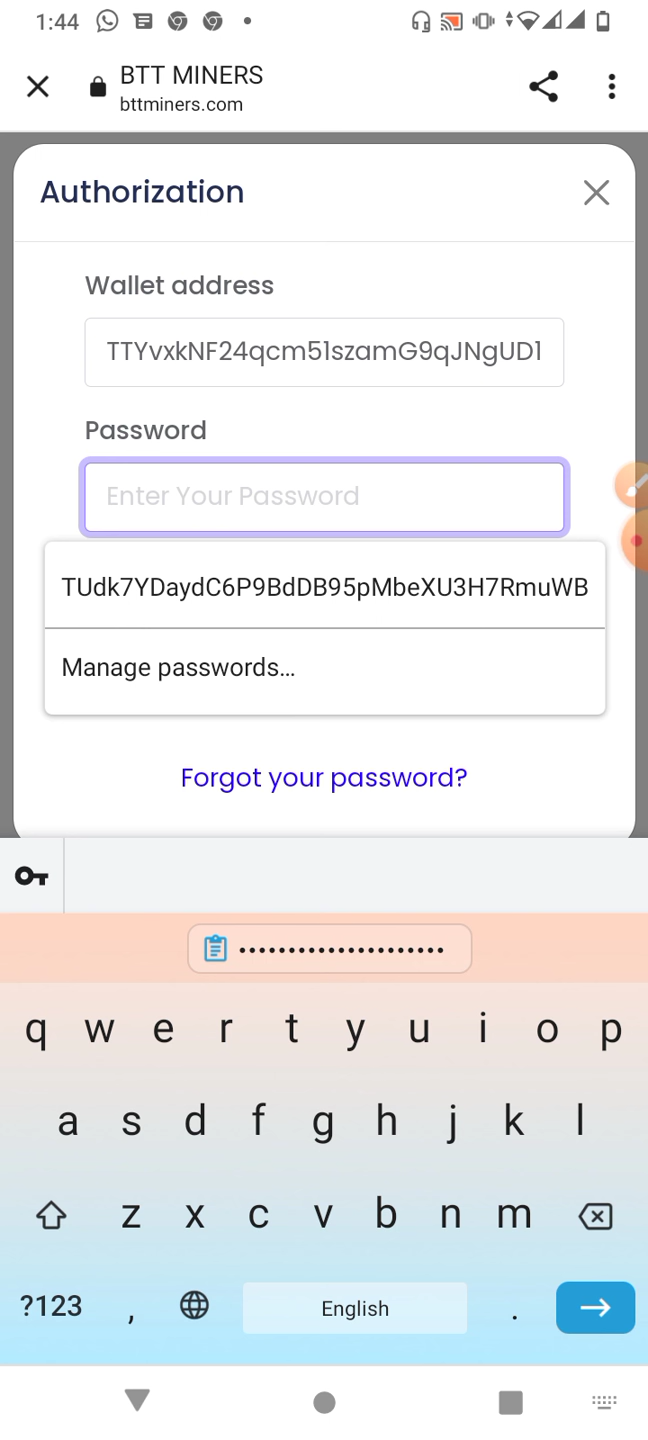 1:44
BTT MINERS
bttminers.com
Authorization
Wallet address
TTYvxkNF24qcm51szamG9qJNgUD1
Password
Enter Your Password
TUdk7YDaydC6P9BdDB95pMbeXU3H7RmuWB
Manage passwords...
Forgot your password?
•••••••••••••••••••••
q w e r t y u i o p
a s d f g h j k l
z x c v b n m
?123 , English .